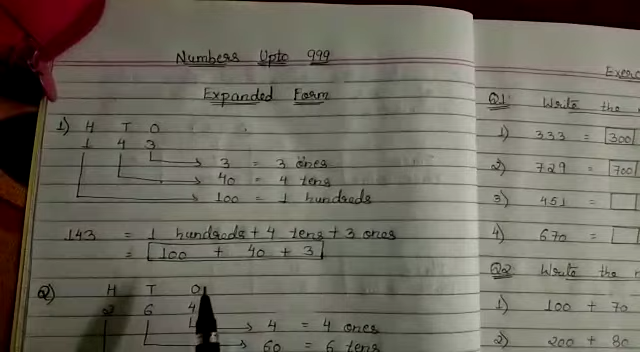 Numbers Upto 999
Expanded Form
1) H T O
1 4 3
3 = 3 ones
40 = 4 tens
100 = 1 hundreds
143 = 1 hundreds + 4 tens + 3 ones
= 100 + 40 + 3
2) H T O
2 6 4
4 = 4 ones
60 = 6 tens
Q1 Write the
1) 333 = 300
2) 729 = 700
3) 451 =
4) 670 =
Q2 Write the
1) 100 + 70
2) 200 + 80